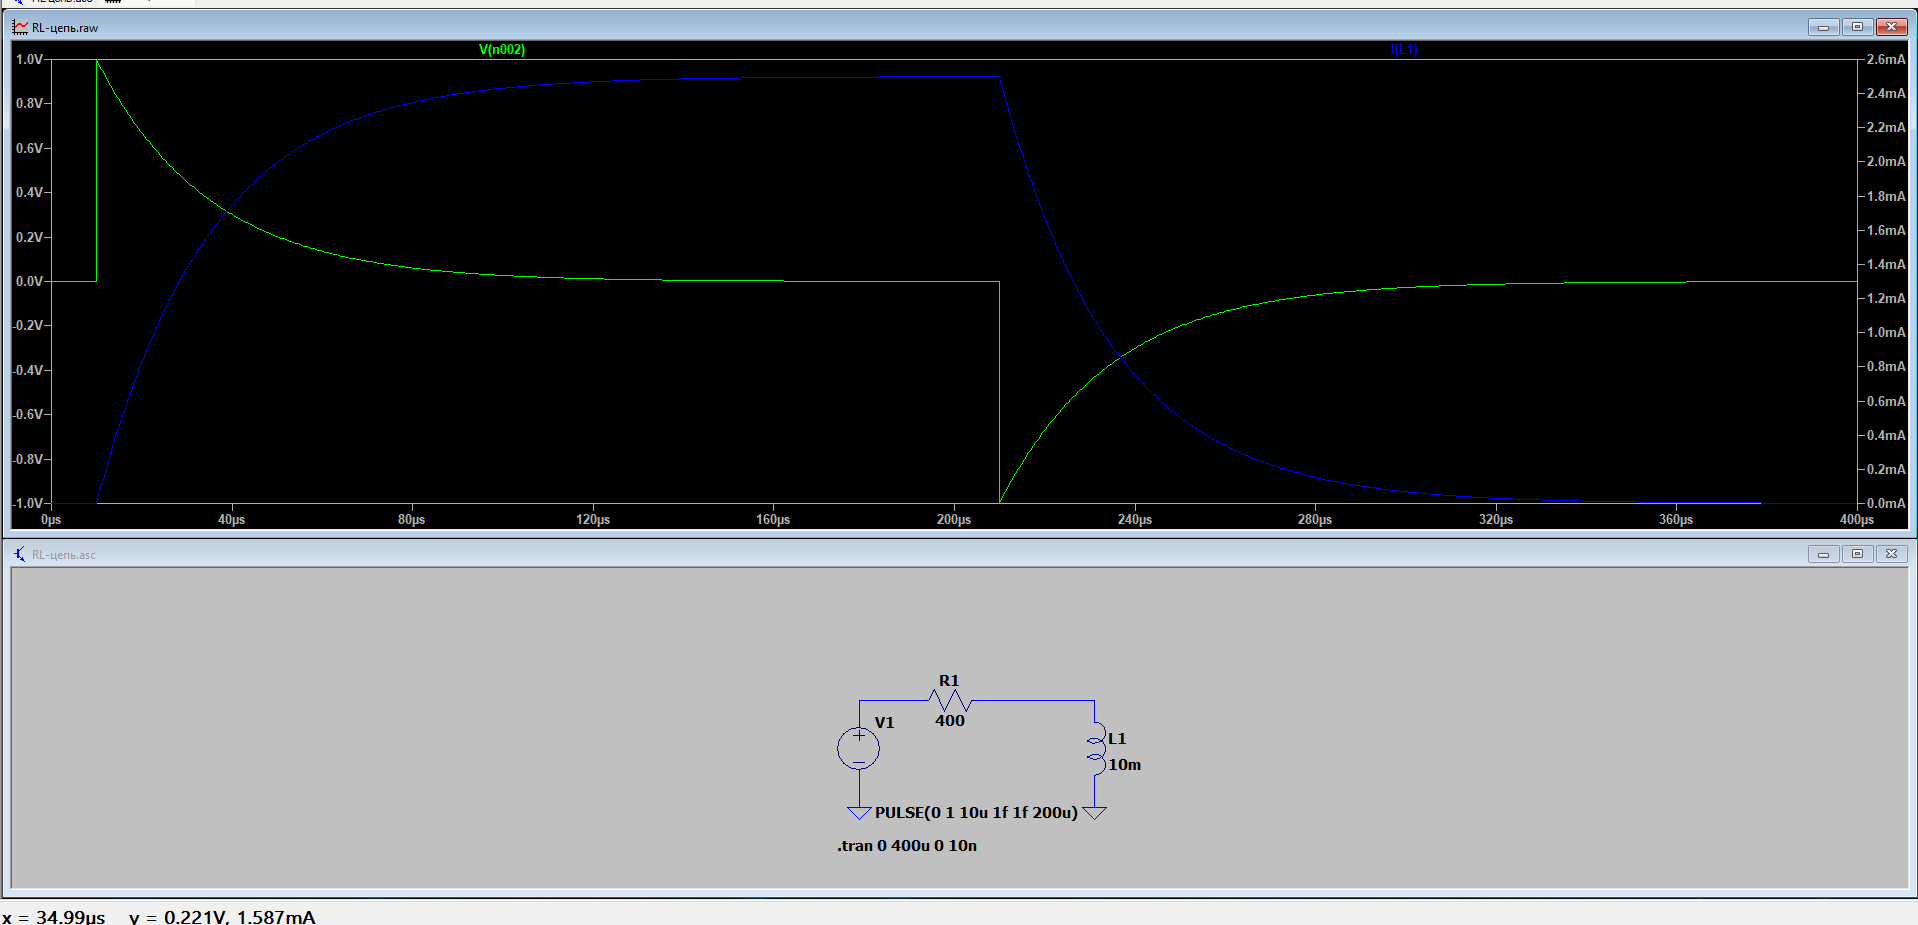 RL-цепь.raw
V(n002) I(L1)
1.0V 2.6mA
0.8V 2.4mA
2.2mA
0.6V 2.0mA
0.4V 1.8mA
0.2V 1.6mA
0.0V 1.4mA
1.2mA
-0.2V 1.0mA
-0.4V 0.8mA
-0.6V 0.6mA
0.4mA
-0.8V 0.2mA
-1.0V 0.0mA
0µs 40µs 80µs 120µs 160µs 200µs 240µs 280µs 320µs 360µs 400µs
RL-цепь.asc
R1
400
V1
L1
10m
PULSE(0 1 10u 1f 1f 200u)
.tran 0 400u 0 10n
x = 34.99µs y = 0.221V, 1.587mA